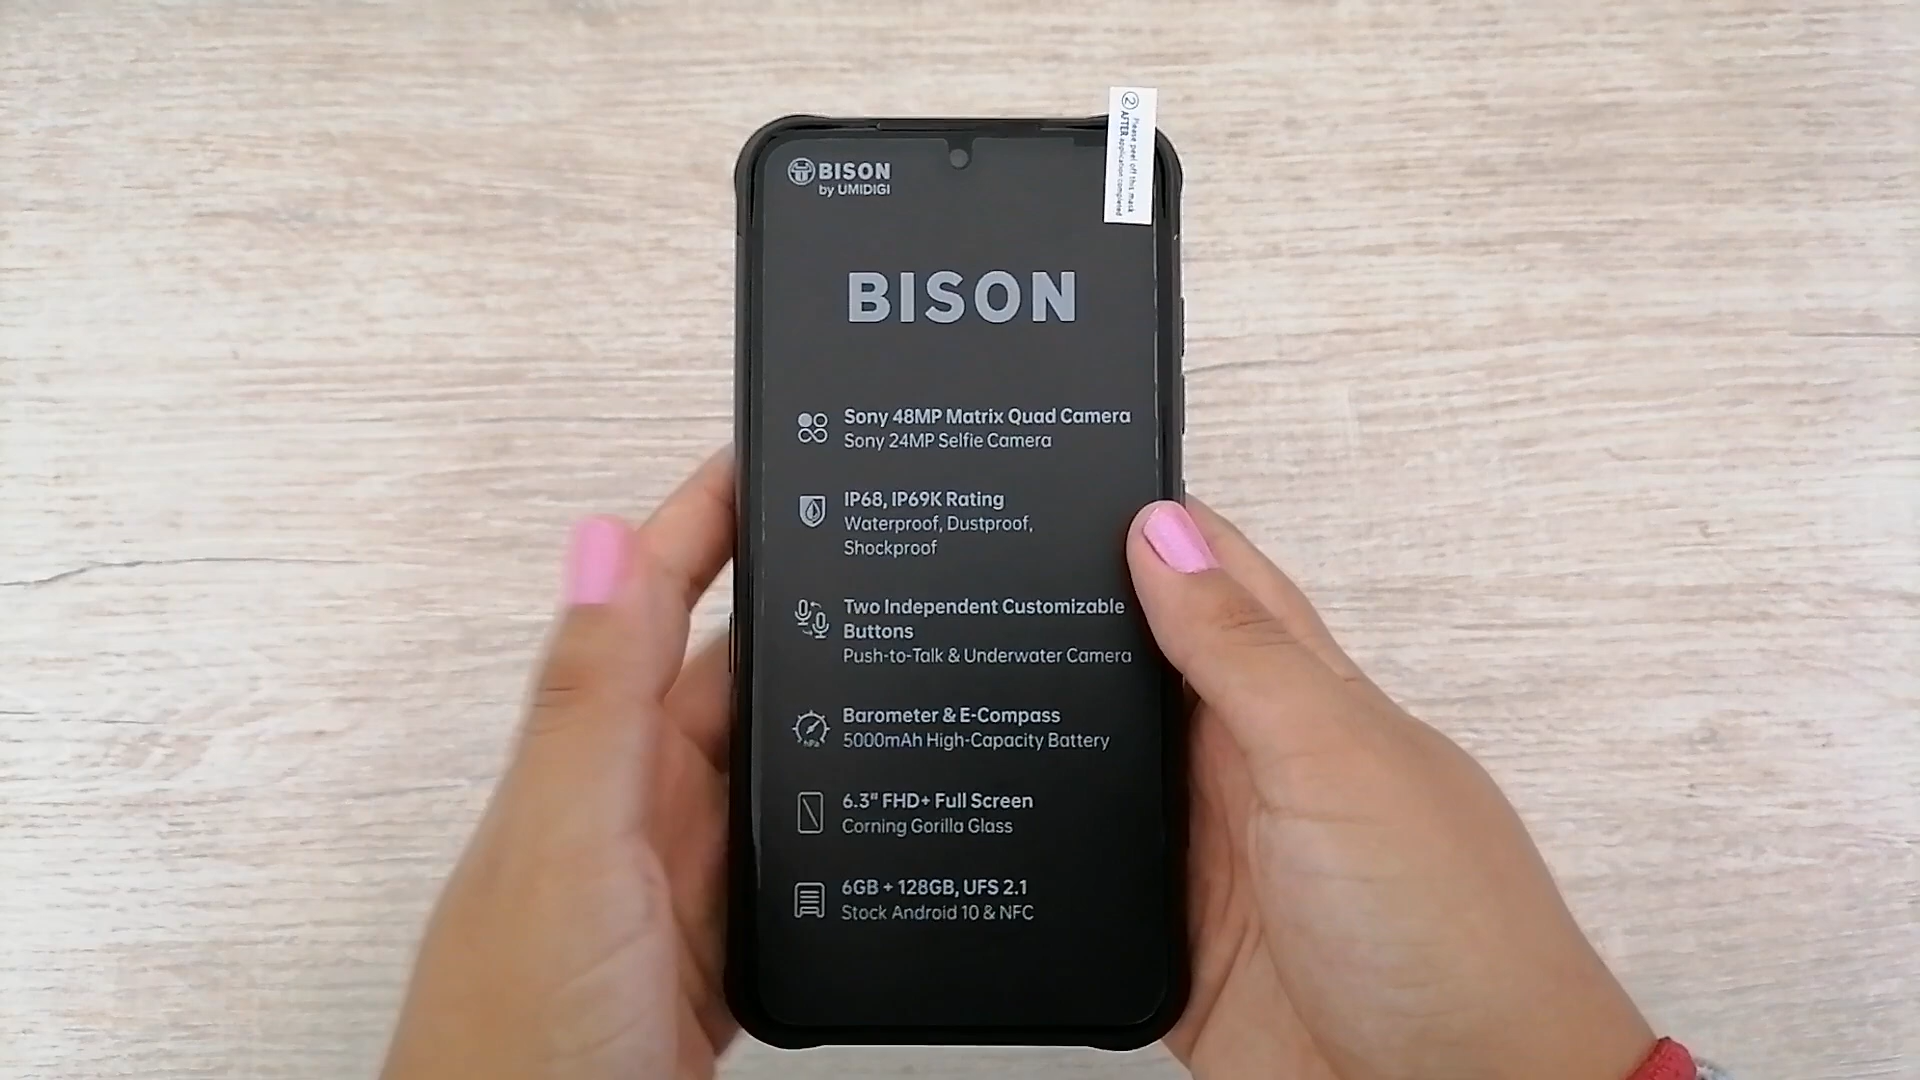 BISON
by UMIDIGI
② Please peel off this mask
AFTER application completed
BISON
Sony 48MP Matrix Quad Camera
Sony 24MP Selfie Camera
IP68, IP69K Rating
Waterproof, Dustproof,
Shockproof
Two Independent Customizable
Buttons
Push-to-Talk & Underwater Camera
hPa
Barometer & E-Compass
5000mAh High-Capacity Battery
6.3" FHD+ Full Screen
Corning Gorilla Glass
6GB + 128GB, UFS 2.1
Stock Android 10 & NFC